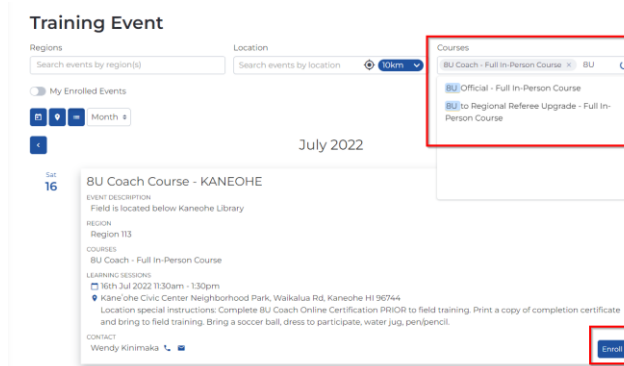 Training Event
Regions
Location
Courses
Search events by region(s)
Search events by location
10km
8U Coach - Full In-Person Course ×
8U
8U Official - Full In-Person Course
8U to Regional Referee Upgrade - Full In-
Person Course
My Enrolled Events
Month
July 2022
Sat
16
8U Coach Course - KANEOHE
EVENT DESCRIPTION
Field is located below Kaneohe Library
REGION
Region 113
COURSES
8U Coach - Full In-Person Course
LEARNING SESSIONS
16th Jul 2022 11:30am - 1:30pm
Kāne'ohe Civic Center Neighborhood Park, Waikalua Rd, Kaneohe HI 96744
Location special instructions: Complete 8U Coach Online Certification PRIOR to field training. Print a copy of completion certificate
and bring to field training. Bring a soccer ball, dress to participate, water jug, pen/pencil.
CONTACT
Wendy Kinimaka
Enroll